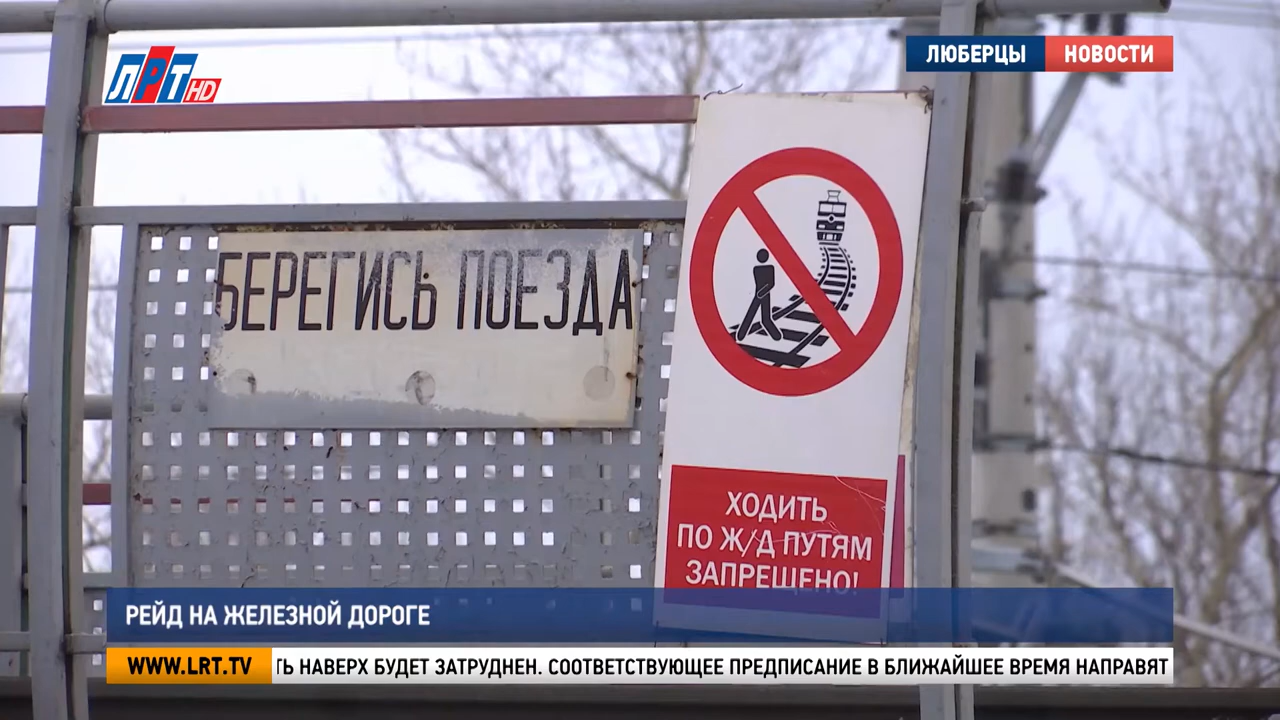 ЛРТ HD
ЛЮБЕРЦЫ НОВОСТИ
БЕРЕГИСЬ ПОЕЗДА
ХОДИТЬ
ПО Ж/Д ПУТЯМ
ЗАПРЕЩЕНО!
РЕЙД НА ЖЕЛЕЗНОЙ ДОРОГЕ
WWW.LRT.TV
ТЬ НАВЕРХ БУДЕТ ЗАТРУДНЕН. СООТВЕТСТВУЮЩЕЕ ПРЕДПИСАНИЕ В БЛИЖАЙШЕЕ ВРЕМЯ НАПРАВЯТ